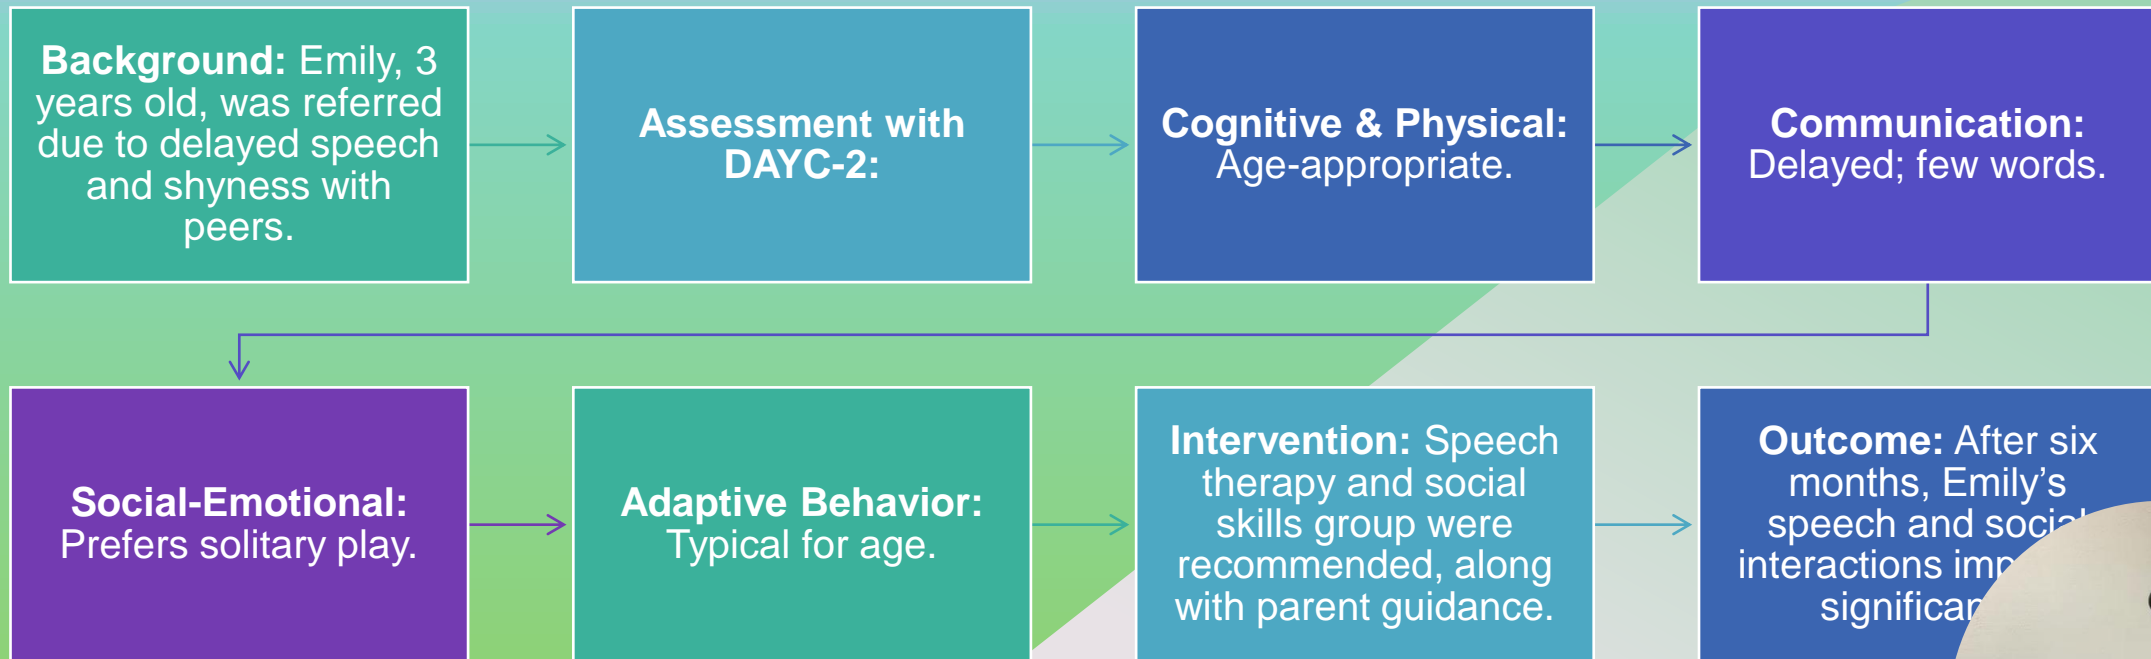 Background: Emily, 3
years old, was referred
due to delayed speech
and shyness with
peers.
Assessment with
DAYC-2:
Cognitive & Physical:
Age-appropriate.
Communication:
Delayed; few words.
Social-Emotional:
Prefers solitary play.
Adaptive Behavior:
Typical for age.
Intervention: Speech
therapy and social
skills group were
recommended, along
with parent guidance.
Outcome: After six
months, Emily’s
speech and social
interactions